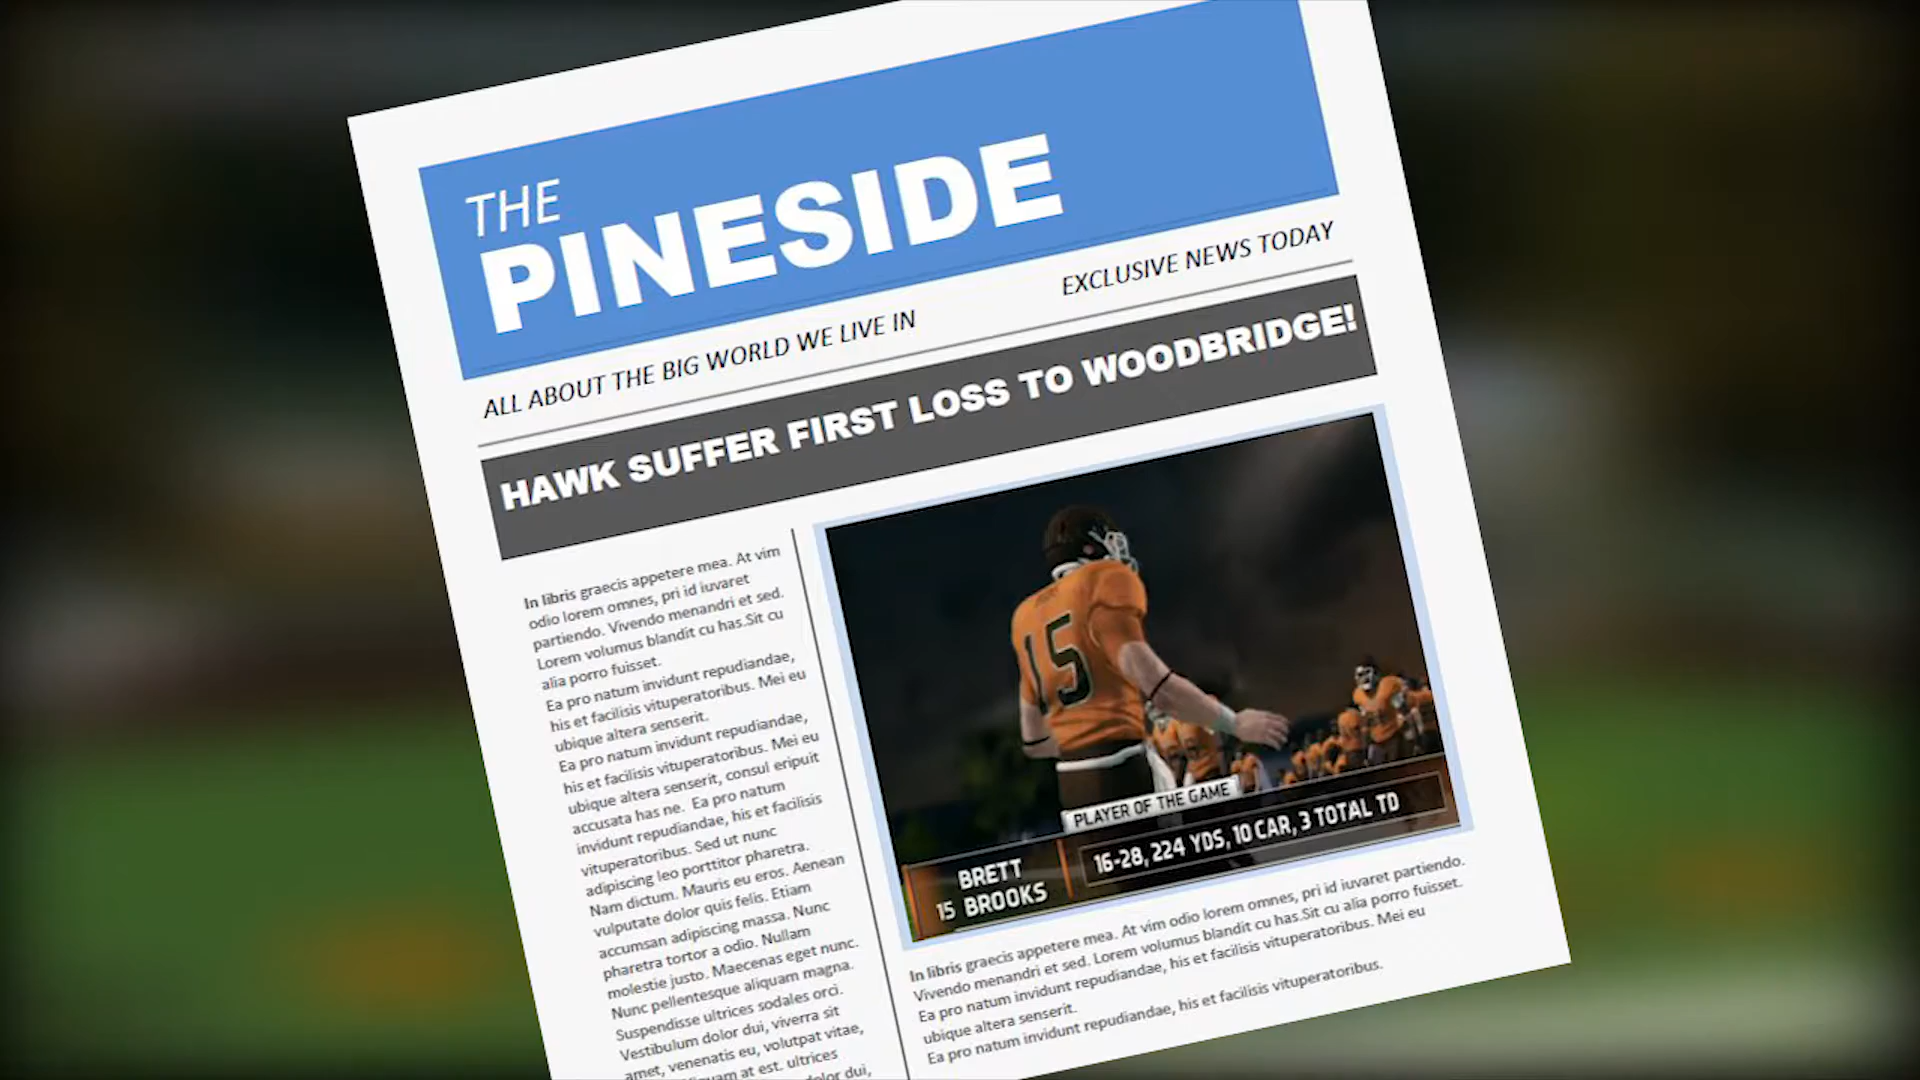 THE
PINESIDE
ALL ABOUT THE BIG WORLD WE LIVE IN
EXCLUSIVE NEWS TODAY
HAWK SUFFER FIRST LOSS TO WOODBRIDGE!
In libris graecis appetere mea. At vim
odio lorem omnes, pri id iuvaret
partiendo. Vivendo menandri et sed.
Lorem volumus blandit cu has.Sit cu
alia porro fuisset.
Ea pro natum invidunt repudiandae,
his et facilisis vituperatoribus. Mei eu
ubique altera senserit.
Ea pro natum invidunt repudiandae,
his et facilisis vituperatoribus. Mei eu
ubique altera senserit, consul eripuit
accusata has ne. Ea pro natum
invidunt repudiandae, his et facilisis
vituperatoribus. Sed ut nunc
adipiscing leo porttitor pharetra.
Nam dictum. Mauris eu eros. Aenean
vulputate dolor quis felis. Etiam
accumsan adipiscing massa. Nunc
pharetra tortor a odio. Nullam
molestie justo. Maecenas eget nunc.
Nunc pellentesque aliquam magna.
Suspendisse ultrices sodales orci.
Vestibulum dolor dui, viverra sit
amet, venenatis eu, volutpat vitae,
at est. ultrices
dolor dui,
15
PLAYER OF THE GAME
BRETT
15 BROOKS
16-28, 224 YDS, 10 CAR, 3 TOTAL TD
In libris graecis appetere mea. At vim odio lorem omnes, pri id iuvaret partiendo.
Vivendo menandri et sed. Lorem volumus blandit cu has.Sit cu alia porro fuisset.
Ea pro natum invidunt repudiandae, his et facilisis vituperatoribus. Mei eu
ubique altera senserit.
Ea pro natum invidunt repudiandae, his et facilisis vituperatoribus.